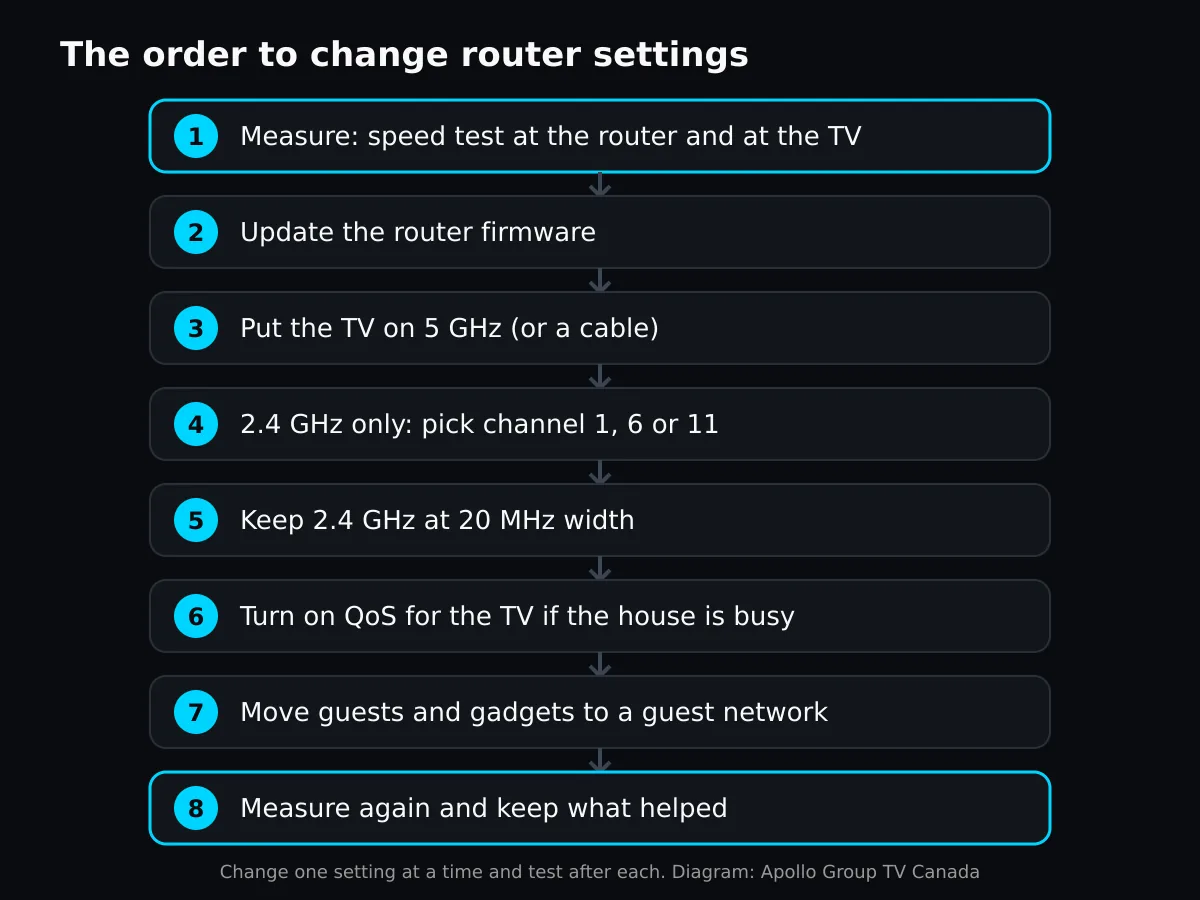 The order to change router settings
1 Measure: speed test at the router and at the TV
2 Update the router firmware
3 Put the TV on 5 GHz (or a cable)
4 2.4 GHz only: pick channel 1, 6 or 11
5 Keep 2.4 GHz at 20 MHz width
6 Turn on QoS for the TV if the house is busy
7 Move guests and gadgets to a guest network
8 Measure again and keep what helped
Change one setting at a time and test after each. Diagram: Apollo Group TV Canada